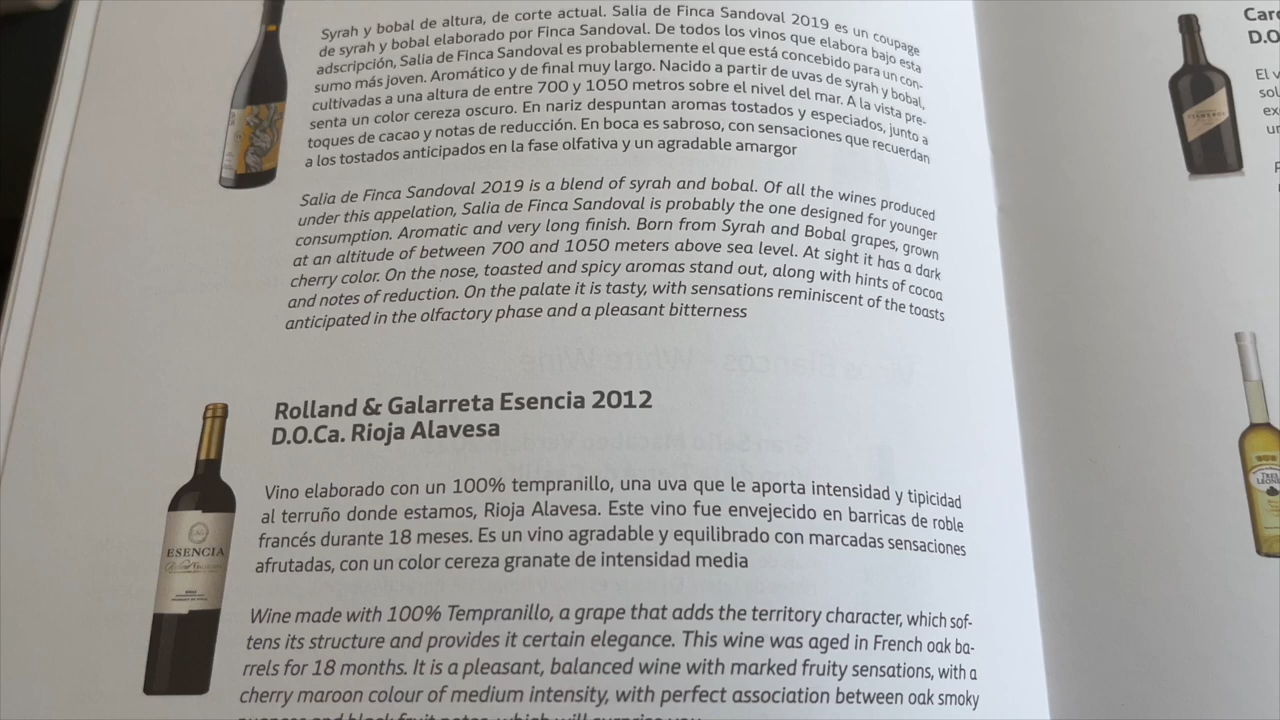 Syrah y bobal de altura, de corte actual. Salia de Finca Sandoval 2019 es un coupage
de syrah y bobal elaborado por Finca Sandoval. De todos los vinos que elabora bajo esta
adscripción, Salia de Finca Sandoval es probablemente el que está concebido para un con-
sumo más joven. Aromático y de final muy largo. Nacido a partir de uvas de syrah y bobal,
cultivadas a una altura de entre 700 y 1050 metros sobre el nivel del mar. A la vista pre-
senta un color cereza oscuro. En nariz despuntan aromas tostados y especiados, junto a
toques de cacao y notas de reducción. En boca es sabroso, con sensaciones que recuerdan
a los tostados anticipados en la fase olfativa y un agradable amargor
Salia de Finca Sandoval 2019 is a blend of syrah and bobal. Of all the wines produced
under this appelation, Salia de Finca Sandoval is probably the one designed for younger
consumption. Aromatic and very long finish. Born from Syrah and Bobal grapes, grown
at an altitude of between 700 and 1050 meters above sea level. At sight it has a dark
cherry color. On the nose, toasted and spicy aromas stand out, along with hints of cocoa
and notes of reduction. On the palate it is tasty, with sensations reminiscent of the toasts
anticipated in the olfactory phase and a pleasant bitterness
Rolland & Galarreta Esencia 2012
D.O.Ca. Rioja Alavesa
ESENCIA
Vino elaborado con un 100% tempranillo, una uva que le aporta intensidad y tipicidad
al terruño donde estamos, Rioja Alavesa. Este vino fue envejecido en barricas de roble
francés durante 18 meses. Es un vino agradable y equilibrado con marcadas sensaciones
afrutadas, con un color cereza granate de intensidad media
Wine made with 100% Tempranillo, a grape that adds the territory character, which sof-
tens its structure and provides it certain elegance. This wine was aged in French oak ba-
rrels for 18 months. It is a pleasant, balanced wine with marked fruity sensations, with a
cherry maroon colour of medium intensity, with perfect association between oak smoky
D.O.
El v
TRES